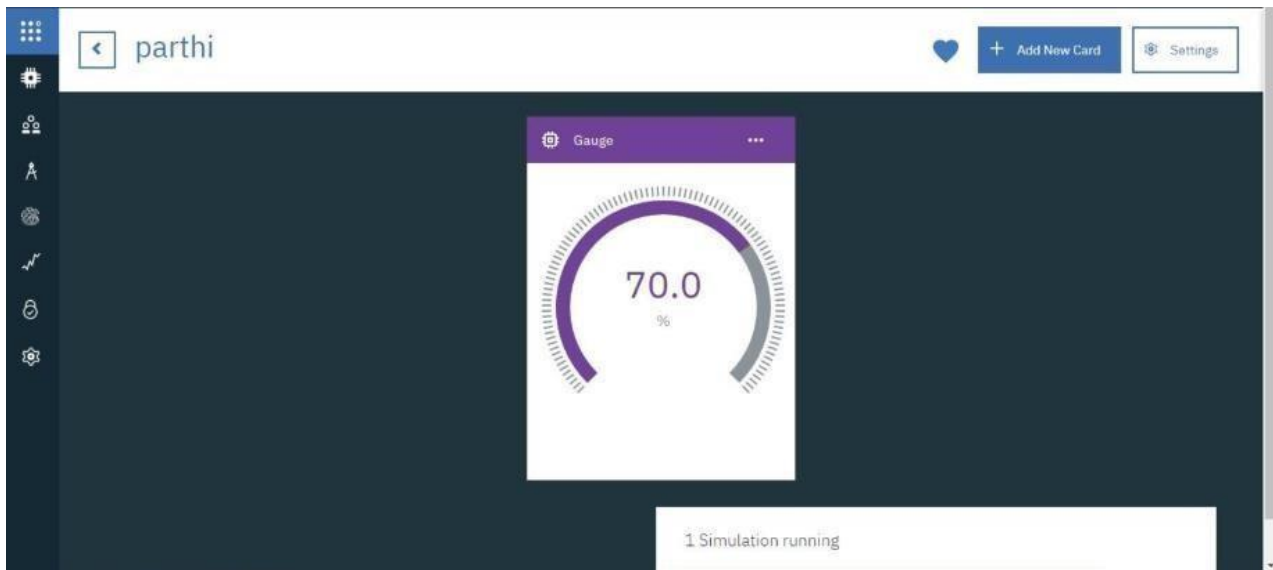 parthi
+ Add New Card
Settings
Gauge
70.0
%
1 Simulation running